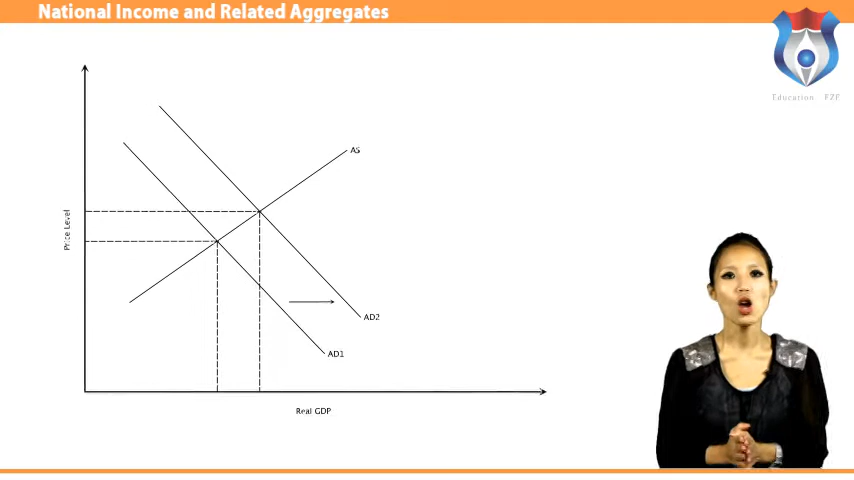 National Income and Related Aggregates
Education FZE
AS
Price Level
AD2
AD1
Real GDP